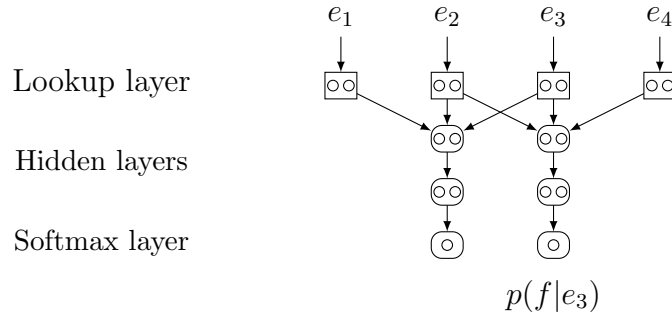 e₁ e₂ e₃ e₄
Lookup layer
Hidden layers
Softmax layer
p(f|e₃)